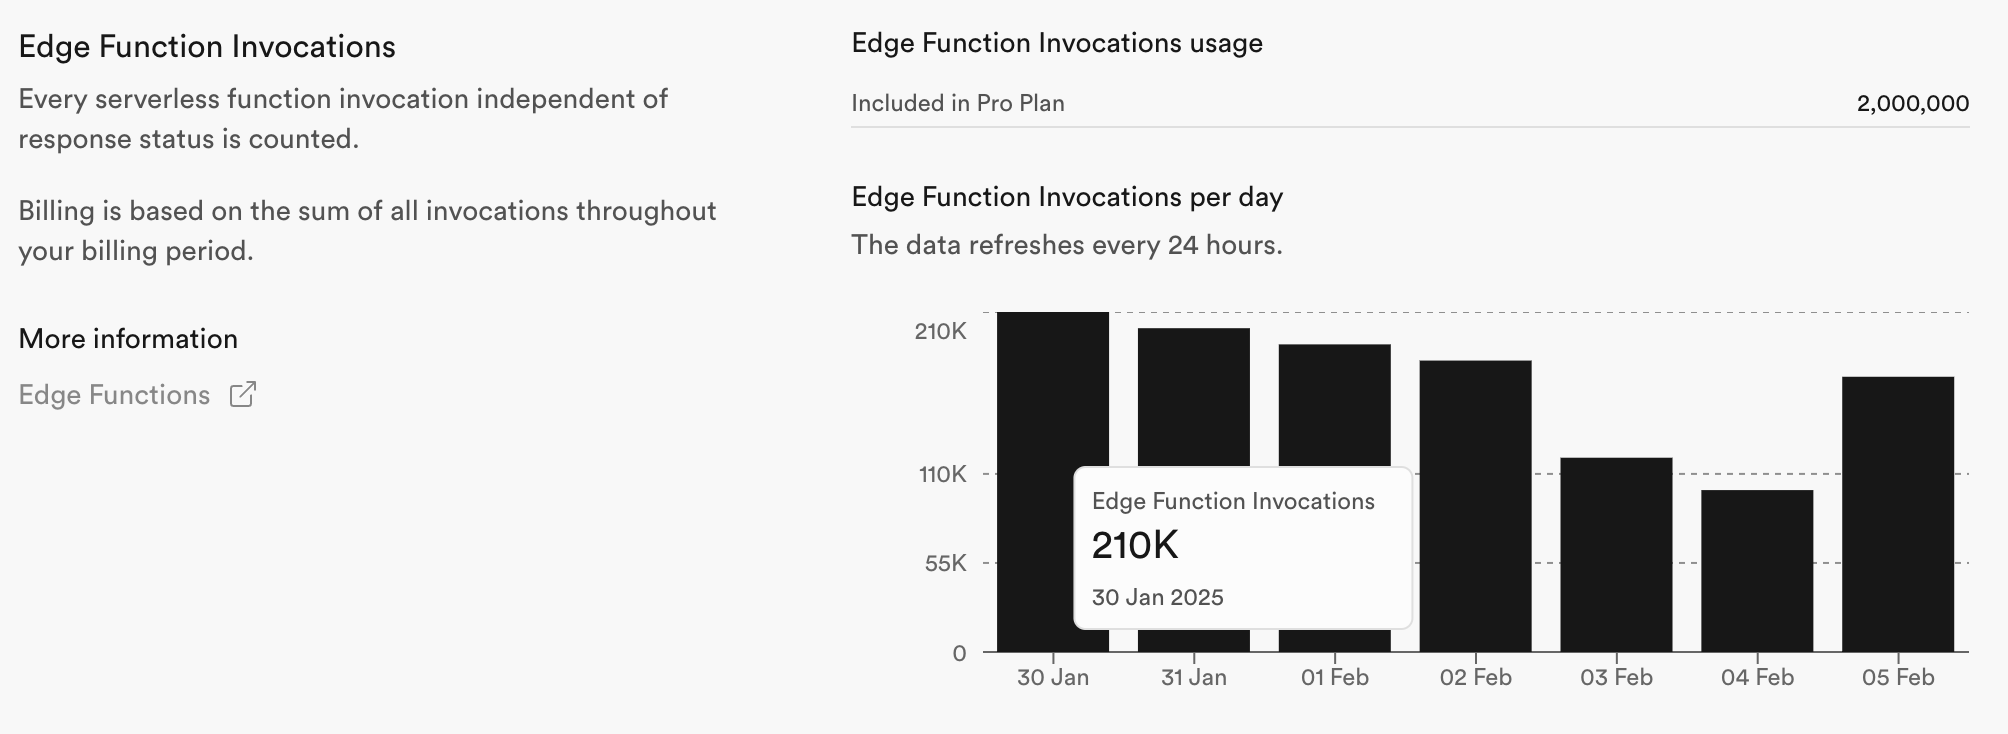 Edge Function Invocations
Every serverless function invocation independent of
response status is counted.
Billing is based on the sum of all invocations throughout
your billing period.
More information
Edge Functions
Edge Function Invocations usage
Included in Pro Plan 2,000,000
Edge Function Invocations per day
The data refreshes every 24 hours.
210K
110K
55K
0
Edge Function Invocations
210K
30 Jan 2025
30 Jan 31 Jan 01 Feb 02 Feb 03 Feb 04 Feb 05 Feb